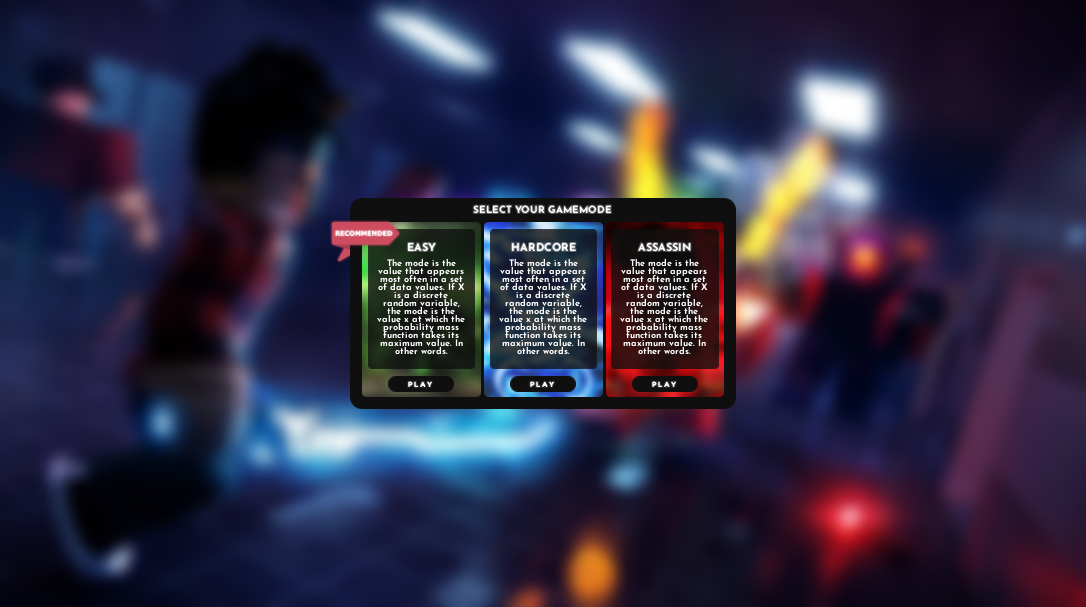 SELECT YOUR GAMEMODE
RECOMMENDED
EASY
The mode is the
value that appears
most often in a set
of data values. If X
is a discrete
random variable,
the mode is the
value x at which the
probability mass
function takes its
maximum value. In
other words.
PLAY
HARDCORE
The mode is the
value that appears
most often in a set
of data values. If X
is a discrete
random variable,
the mode is the
value x at which the
probability mass
function takes its
maximum value. In
other words.
PLAY
ASSASSIN
The mode is the
value that appears
most often in a set
of data values. If X
is a discrete
random variable,
the mode is the
value x at which the
probability mass
function takes its
maximum value. In
other words.
PLAY